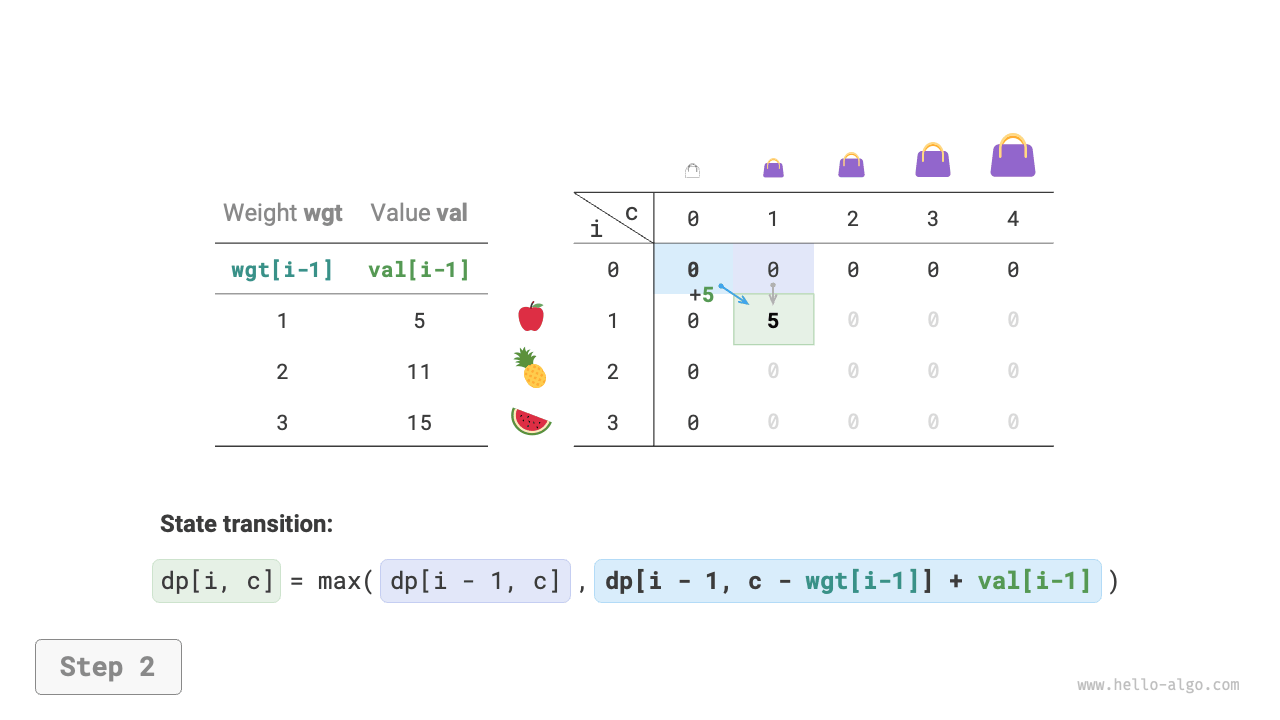 Weight wgt Value val
c
i
0 1 2 3 4
wgt[i-1] val[i-1]
0 0 0 0 0 0
+5
1 5 1 0 5 0 0 0
2 11 2 0 0 0 0 0
3 15 3 0 0 0 0 0
State transition:
dp[i, c] = max( dp[i - 1, c] , dp[i - 1, c - wgt[i-1]] + val[i-1] )
Step 2
www.hello-algo.com